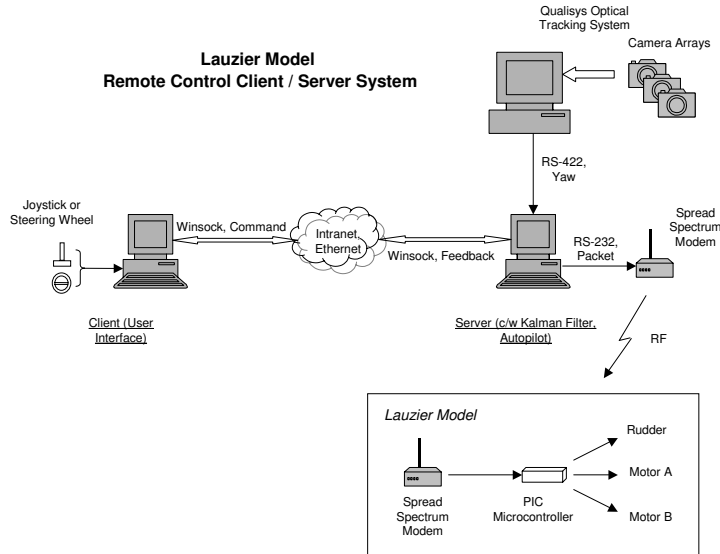 Qualisys Optical
Tracking System
Camera Arrays
Lauzier Model
Remote Control Client / Server System
RS-422,
Yaw
Joystick or
Steering Wheel
Winsock, Command
Intranet,
Ethernet
Winsock, Feedback
RS-232,
Packet
Spread
Spectrum
Modem
Client (User
Interface)
Server (c/w Kalman Filter,
Autopilot)
RF
Lauzier Model
Rudder
Motor A
Motor B
Spread
Spectrum
Modem
PIC
Microcontroller